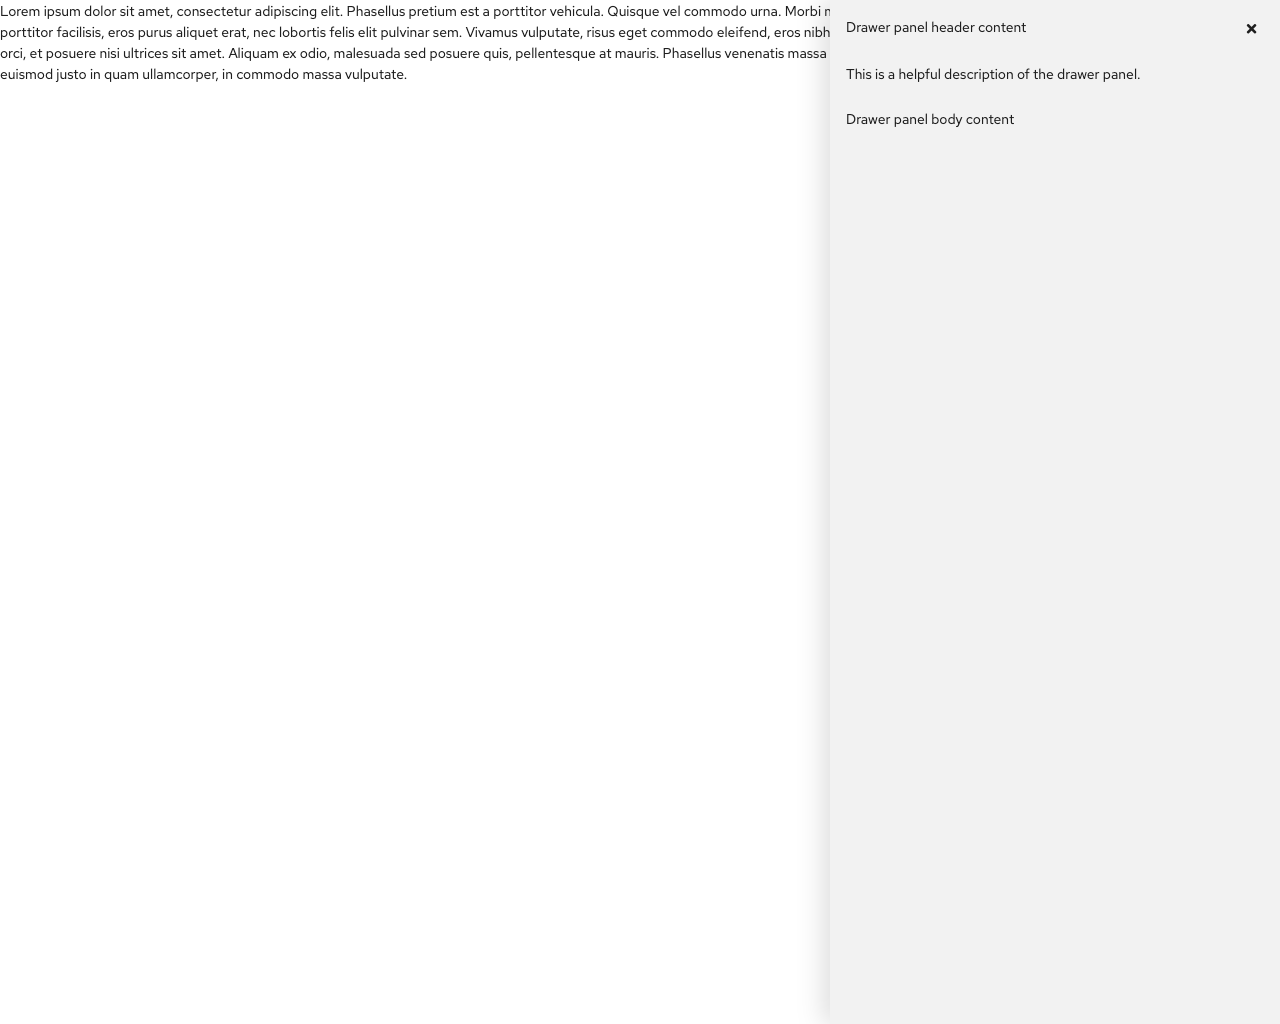 Lorem ipsum dolor sit amet, consectetur adipiscing elit. Phasellus pretium est a porttitor vehicula. Quisque vel commodo urna. Morbi
porttitor facilisis, eros purus aliquet erat, nec lobortis felis elit pulvinar sem. Vivamus vulputate, risus eget commodo eleifend, eros nibh
orci, et posuere nisi ultrices sit amet. Aliquam ex odio, malesuada sed posuere quis, pellentesque at mauris. Phasellus venenatis massa
euismod justo in quam ullamcorper, in commodo massa vulputate.
Drawer panel header content
This is a helpful description of the drawer panel.
Drawer panel body content